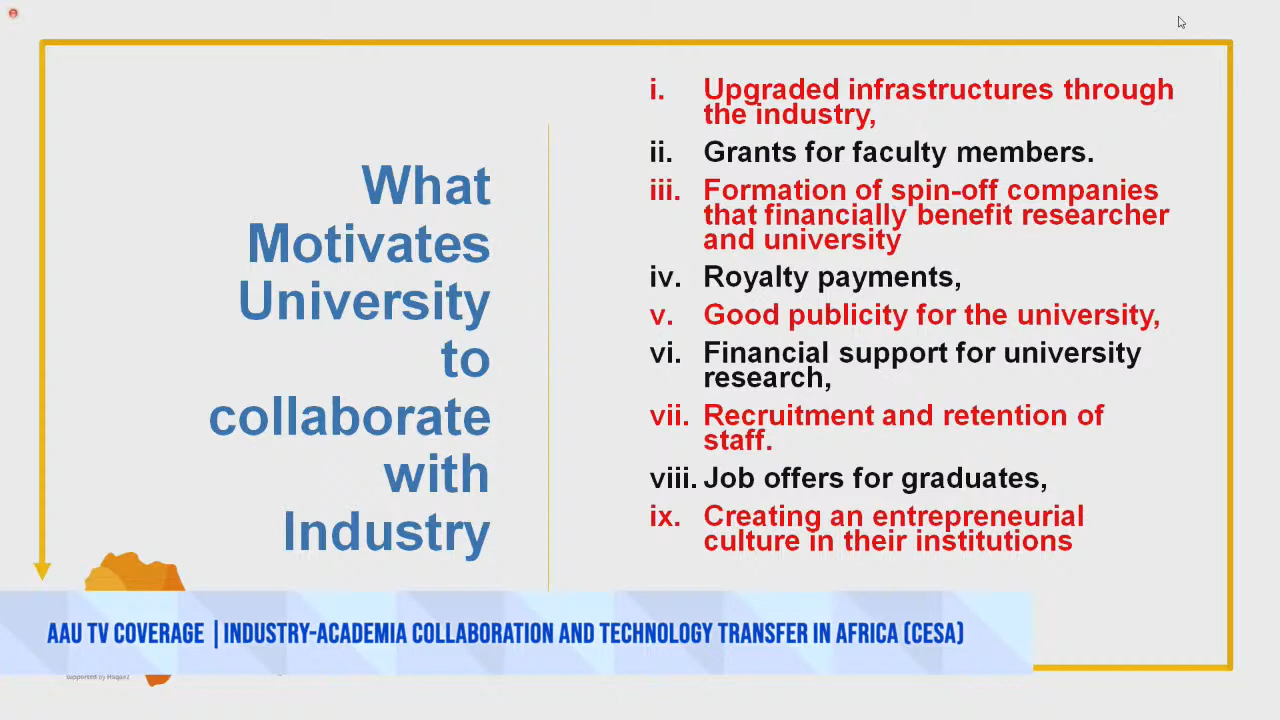 What
Motivates
University
to
collaborate
with
Industry
i. Upgraded infrastructures through
the industry,
ii. Grants for faculty members.
iii. Formation of spin-off companies
that financially benefit researcher
and university
iv. Royalty payments,
v. Good publicity for the university,
vi. Financial support for university
research,
vii. Recruitment and retention of
staff.
viii. Job offers for graduates,
ix. Creating an entrepreneurial
culture in their institutions
AAU TV COVERAGE | INDUSTRY-ACADEMIA COLLABORATION AND TECHNOLOGY TRANSFER IN AFRICA (CESA)
supported by